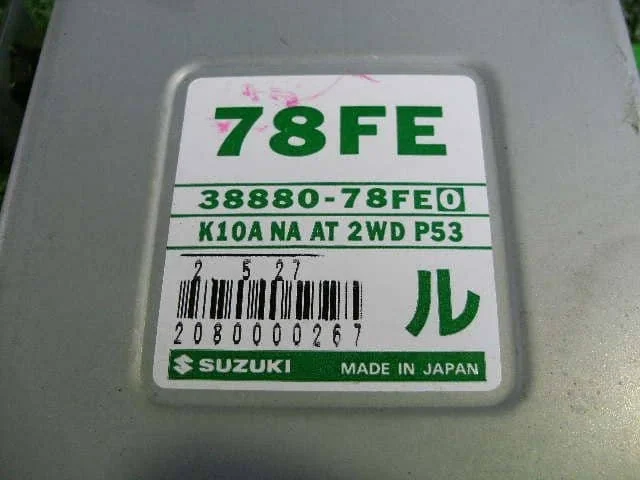 78FE
38880-78FE0
K10A NA AT 2WD P53
2 5 27
2080000267
ル
SUZUKI MADE IN JAPAN